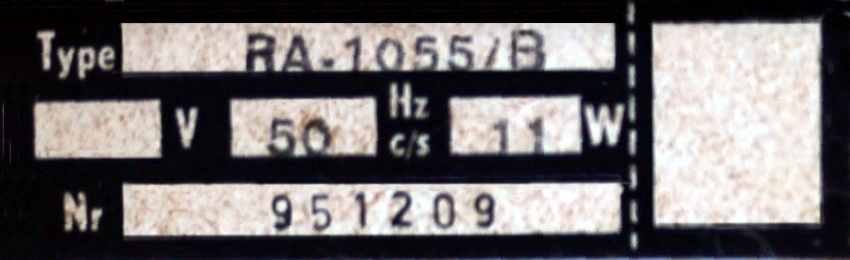 Type RA-1055/B
V 50 Hz c/s 11 W
Nr 951209